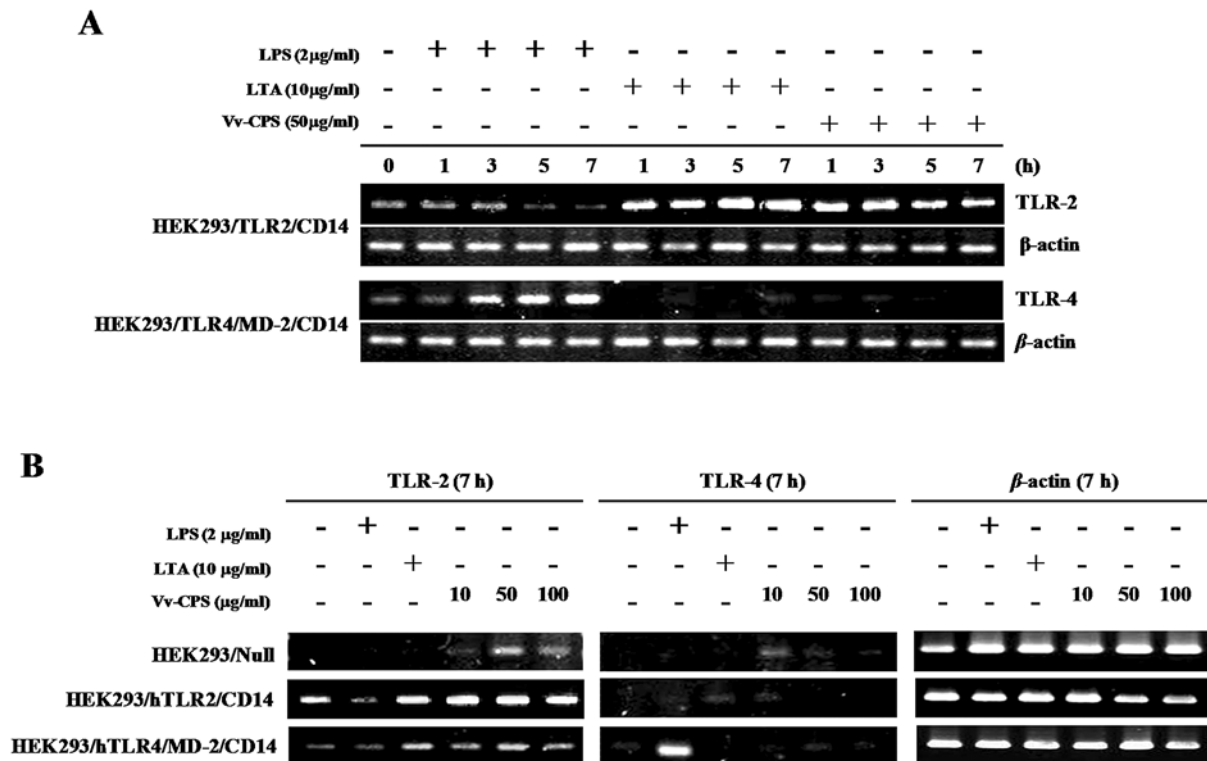 A
LPS (2μg/ml) - + + + + - - - - - - - -
LTA (10μg/ml) - - - - - + + + + - - - -
Vv-CPS (50μg/ml) - - - - - - - - - + + + +
0 1 3 5 7 1 3 5 7 1 3 5 7 (h)
HEK293/TLR2/CD14
TLR-2
β-actin
HEK293/TLR4/MD-2/CD14
TLR-4
β-actin
B
TLR-2 (7 h) TLR-4 (7 h) β-actin (7 h)
LPS (2 μg/ml) - + - - - - - + - - - - - + - - - -
LTA (10 μg/ml) - - + - - - - - + - - - - - + - - -
Vv-CPS (μg/ml) - - - 10 50 100 - - - 10 50 100 - - - 10 50 100
HEK293/Null
HEK293/hTLR2/CD14
HEK293/hTLR4/MD-2/CD14